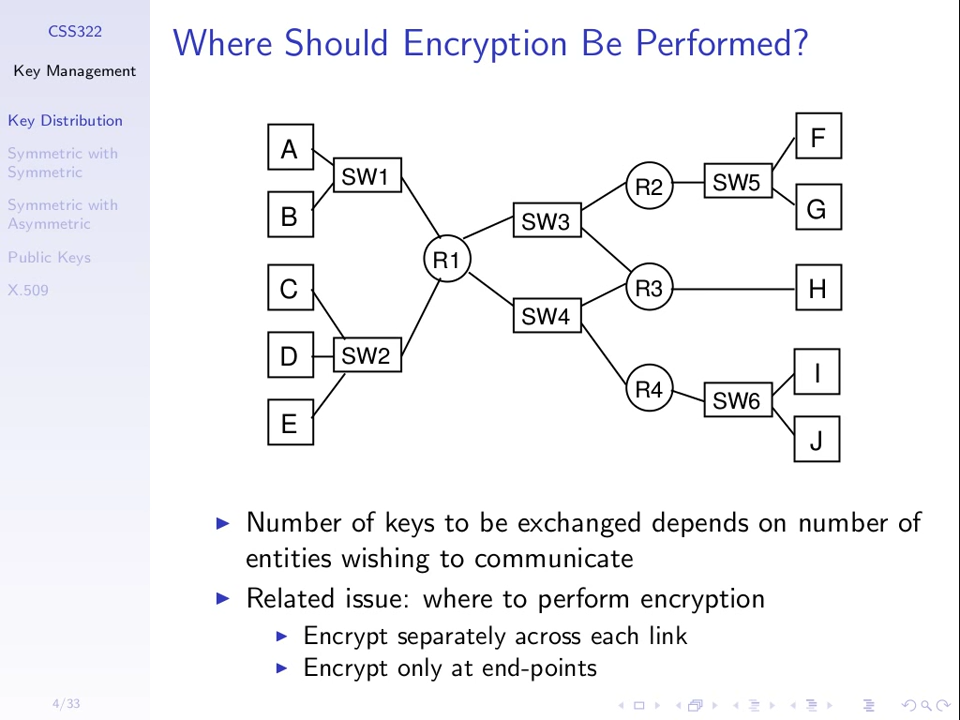 CSS322
Key Management
Key Distribution
Symmetric with
Symmetric
Symmetric with
Asymmetric
Public Keys
X.509
4/33
Where Should Encryption Be Performed?
A
B
C
D
E
SW1
SW2
R1
SW3
SW4
R2
R3
R4
SW5
SW6
F
G
H
I
J
Number of keys to be exchanged depends on number of
entities wishing to communicate
Related issue: where to perform encryption
Encrypt separately across each link
Encrypt only at end-points